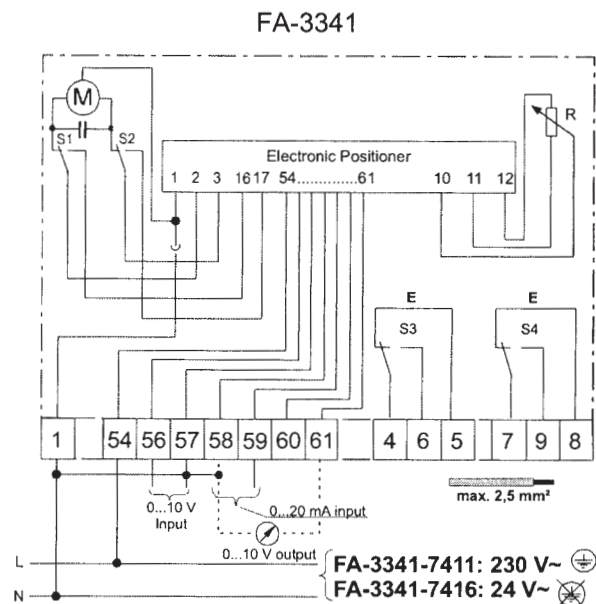 FA-3341
M
S1
S2
R
Electronic Positioner
1 2 3 16 17 54..............61 10 11 12
E
S3
E
S4
1 54 56 57 58 59 60 61 4 6 5 7 9 8
0...10 V
Input
0...20 mA input
0...10 V output
max. 2,5 mm²
L
N
FA-3341-7411: 230 V~
FA-3341-7416: 24 V~